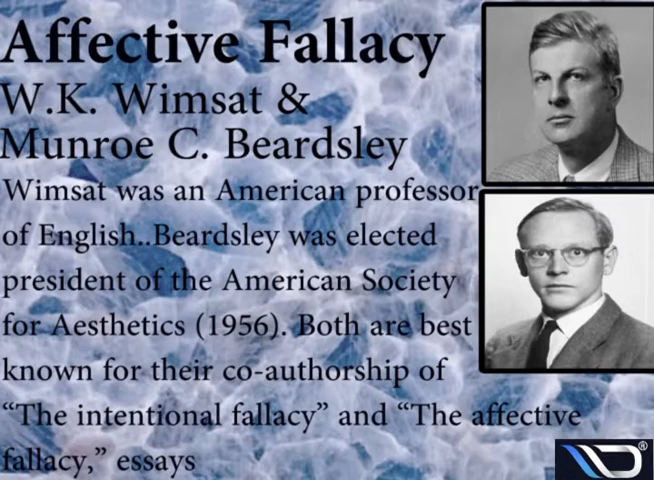 Affective Fallacy
W.K. Wimsat &
Munroe C. Beardsley
Wimsat was an American professor
of English..Beardsley was elected
president of the American Society
for Aesthetics (1956). Both are best
known for their co-authorship of
“The intentional fallacy” and “The affective
fallacy,” essays
®